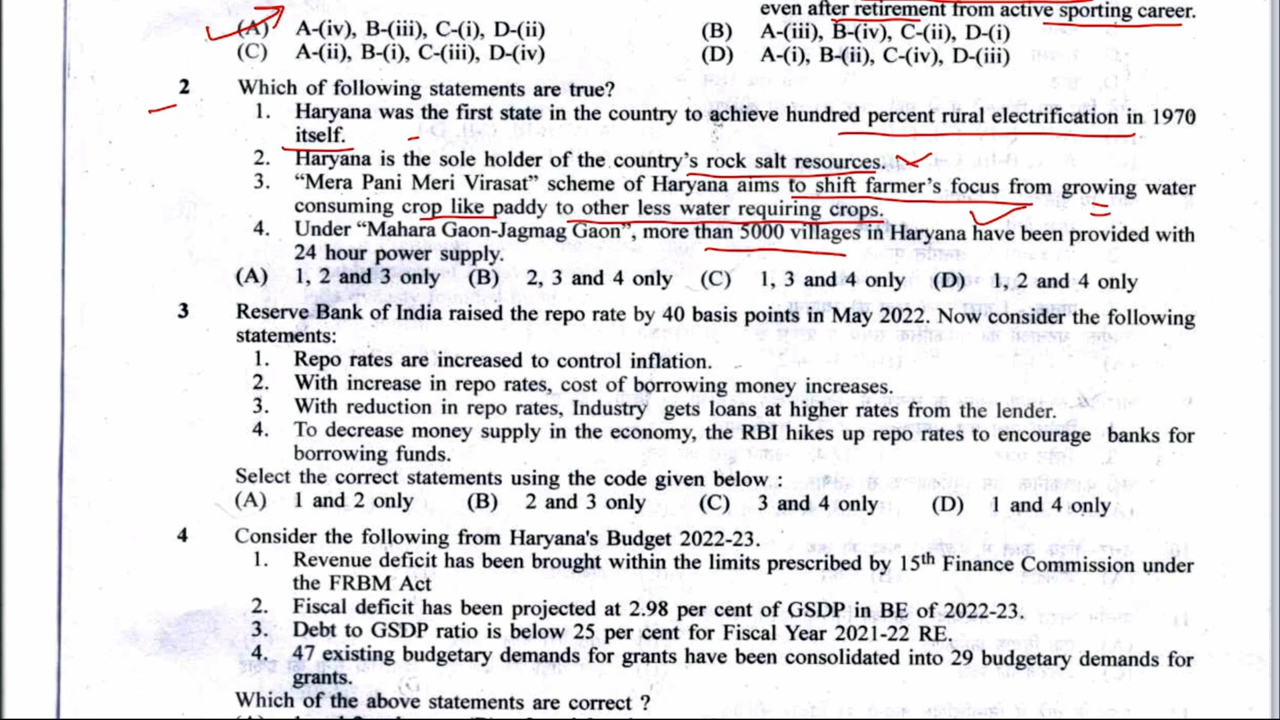 even after retirement from active sporting career.
(A) A-(iv), B-(iii), C-(i), D-(ii) (B) A-(iii), B-(iv), C-(ii), D-(i)
(C) A-(ii), B-(i), C-(iii), D-(iv) (D) A-(i), B-(ii), C-(iv), D-(iii)
2 Which of following statements are true?
1. Haryana was the first state in the country to achieve hundred percent rural electrification in 1970
itself.
2. Haryana is the sole holder of the country's rock salt resources.
3. "Mera Pani Meri Virasat" scheme of Haryana aims to shift farmer's focus from growing water
consuming crop like paddy to other less water requiring crops.
4. Under "Mahara Gaon-Jagmag Gaon", more than 5000 villages in Haryana have been provided with
24 hour power supply.
(A) 1, 2 and 3 only (B) 2, 3 and 4 only (C) 1, 3 and 4 only (D) 1, 2 and 4 only
3 Reserve Bank of India raised the repo rate by 40 basis points in May 2022. Now consider the following
statements:
1. Repo rates are increased to control inflation.
2. With increase in repo rates, cost of borrowing money increases.
3. With reduction in repo rates, Industry gets loans at higher rates from the lender.
4. To decrease money supply in the economy, the RBI hikes up repo rates to encourage banks for
borrowing funds.
Select the correct statements using the code given below :
(A) 1 and 2 only (B) 2 and 3 only (C) 3 and 4 only (D) 1 and 4 only
4 Consider the following from Haryana's Budget 2022-23.
1. Revenue deficit has been brought within the limits prescribed by 15th Finance Commission under
the FRBM Act
2. Fiscal deficit has been projected at 2.98 per cent of GSDP in BE of 2022-23.
3. Debt to GSDP ratio is below 25 per cent for Fiscal Year 2021-22 RE.
4. 47 existing budgetary demands for grants have been consolidated into 29 budgetary demands for
grants.
Which of the above statements are correct ?